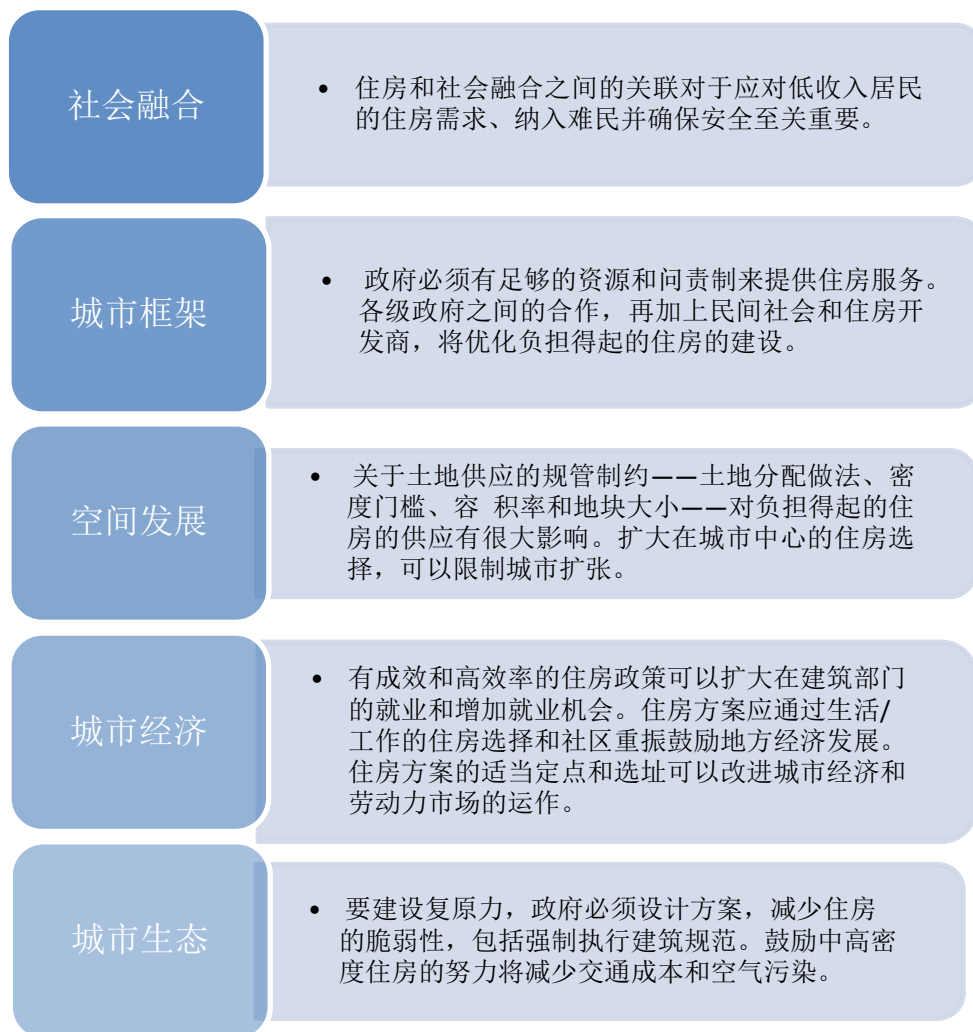 社会融合
• 住房和社会融合之间的关联对于应对低收入居民
的住房需求、纳入难民并确保安全至关重要。
城市框架
• 政府必须有足够的资源和问责制来提供住房服务。
各级政府之间的合作，再加上民间社会和住房开
发商，将优化负担得起的住房的建设。
空间发展
• 关于土地供应的规管制约——土地分配做法、密
度门槛、容 积率和地块大小——对负担得起的住
房的供应有很大影响。扩大在城市中心的住房选
择，可以限制城市扩张。
城市经济
• 有成效和高效率的住房政策可以扩大在建筑部门
的就业和增加就业机会。住房方案应通过生活/
工作的住房选择和社区重振鼓励地方经济发展。
住房方案的适当定点和选址可以改进城市经济和
劳动力市场的运作。
城市生态
• 要建设复原力，政府必须设计方案，减少住房
的脆弱性，包括强制执行建筑规范。鼓励中高密
度住房的努力将减少交通成本和空气污染。